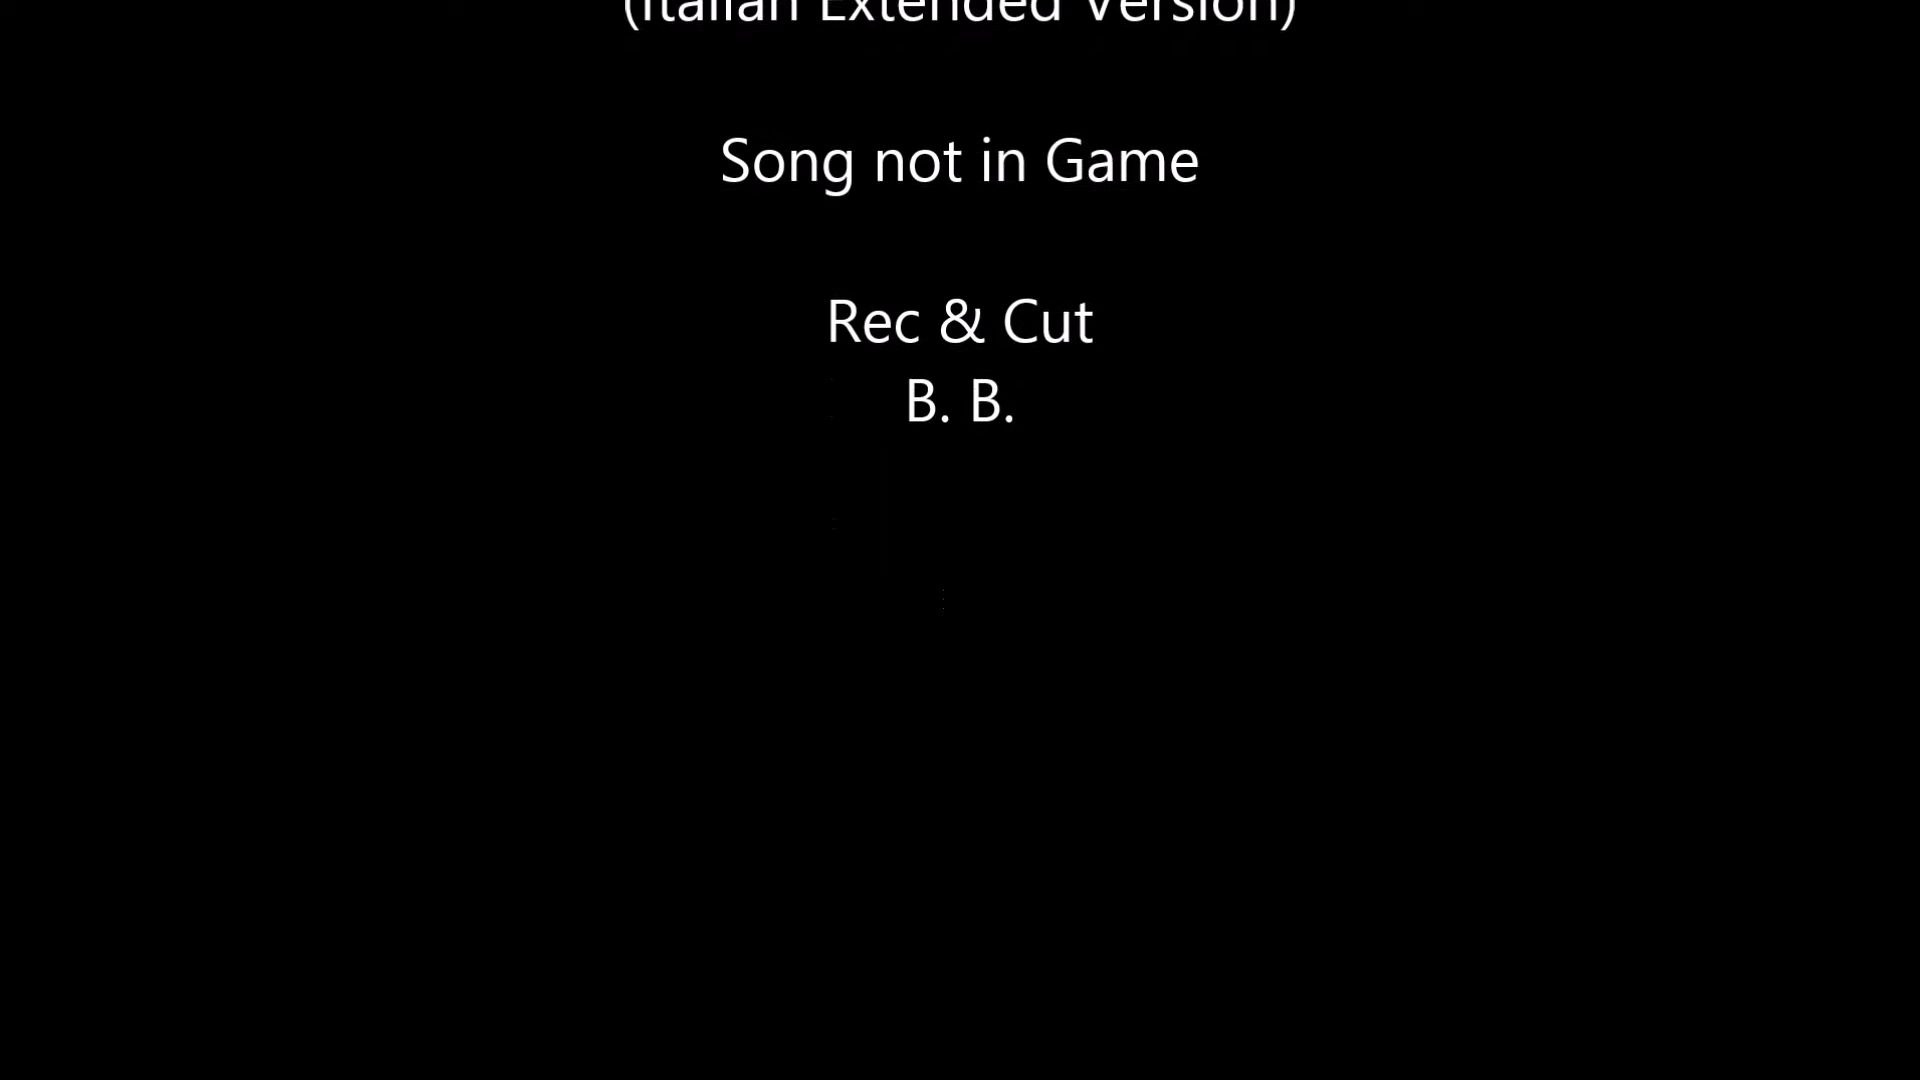 (Italian Extended Version)
Song not in Game
Rec & Cut
B. B.